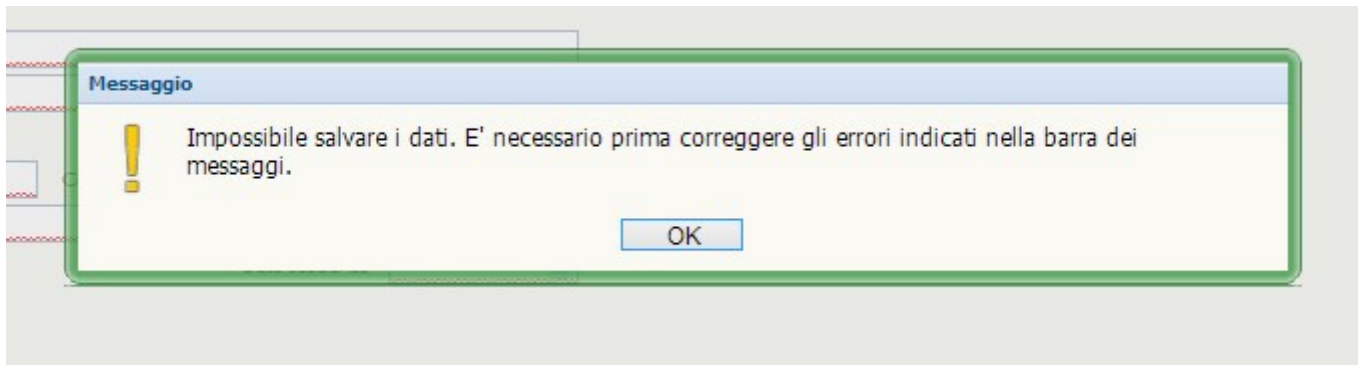 Messaggio
Impossibile salvare i dati. E' necessario prima correggere gli errori indicati nella barra dei
messaggi.
OK